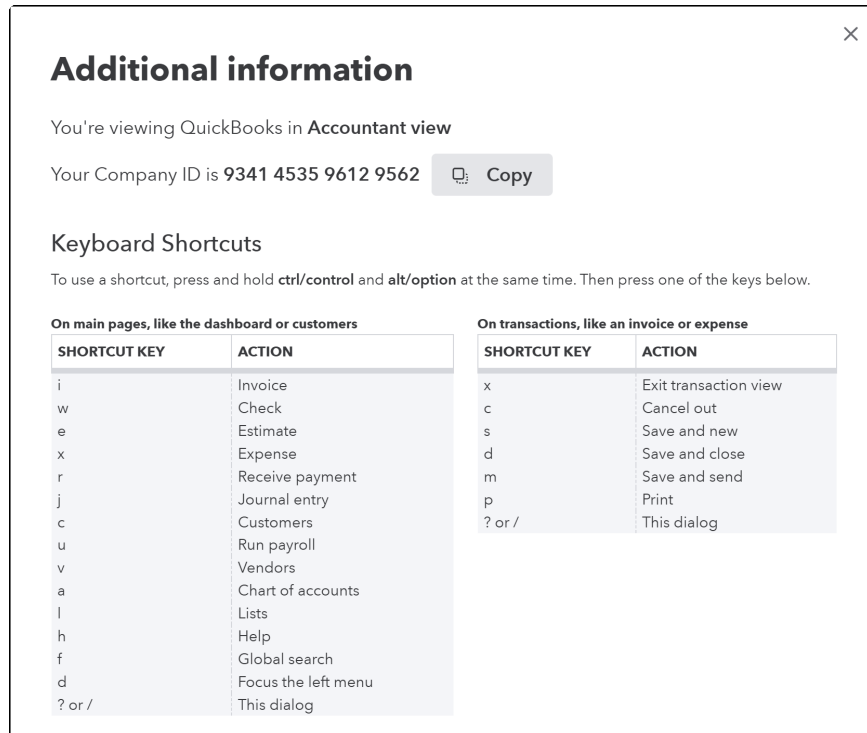 Additional information
You're viewing QuickBooks in Accountant view
Your Company ID is 9341 4535 9612 9562 Copy
Keyboard Shortcuts
To use a shortcut, press and hold ctrl/control and alt/option at the same time. Then press one of the keys below.
On main pages, like the dashboard or customers
SHORTCUT KEY ACTION
i Invoice
w Check
e Estimate
x Expense
r Receive payment
j Journal entry
c Customers
u Run payroll
v Vendors
a Chart of accounts
l Lists
h Help
f Global search
d Focus the left menu
? or / This dialog
On transactions, like an invoice or expense
SHORTCUT KEY ACTION
x Exit transaction view
c Cancel out
s Save and new
d Save and close
m Save and send
p Print
? or / This dialog